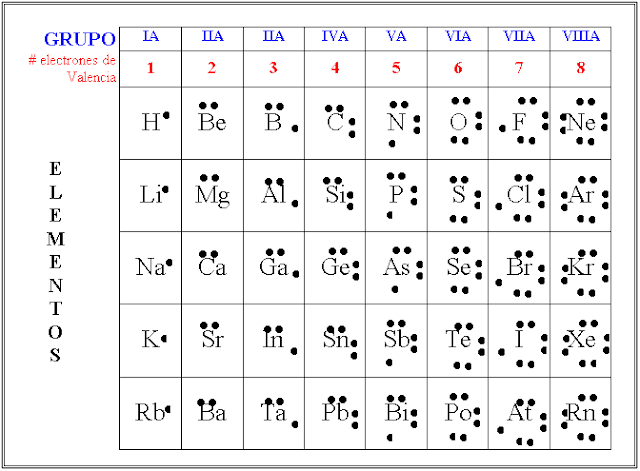 GRUPO IA IIA IIA IVA VA VIA VIIA VIIIA
# electrones de
Valencia 1 2 3 4 5 6 7 8
ELEMENTOS
H Be B C N O F Ne
Li Mg Al Si P S Cl Ar
Na Ca Ga Ge As Se Br Kr
K Sr In Sn Sb Te I Xe
Rb Ba Ta Pb Bi Po At Rn